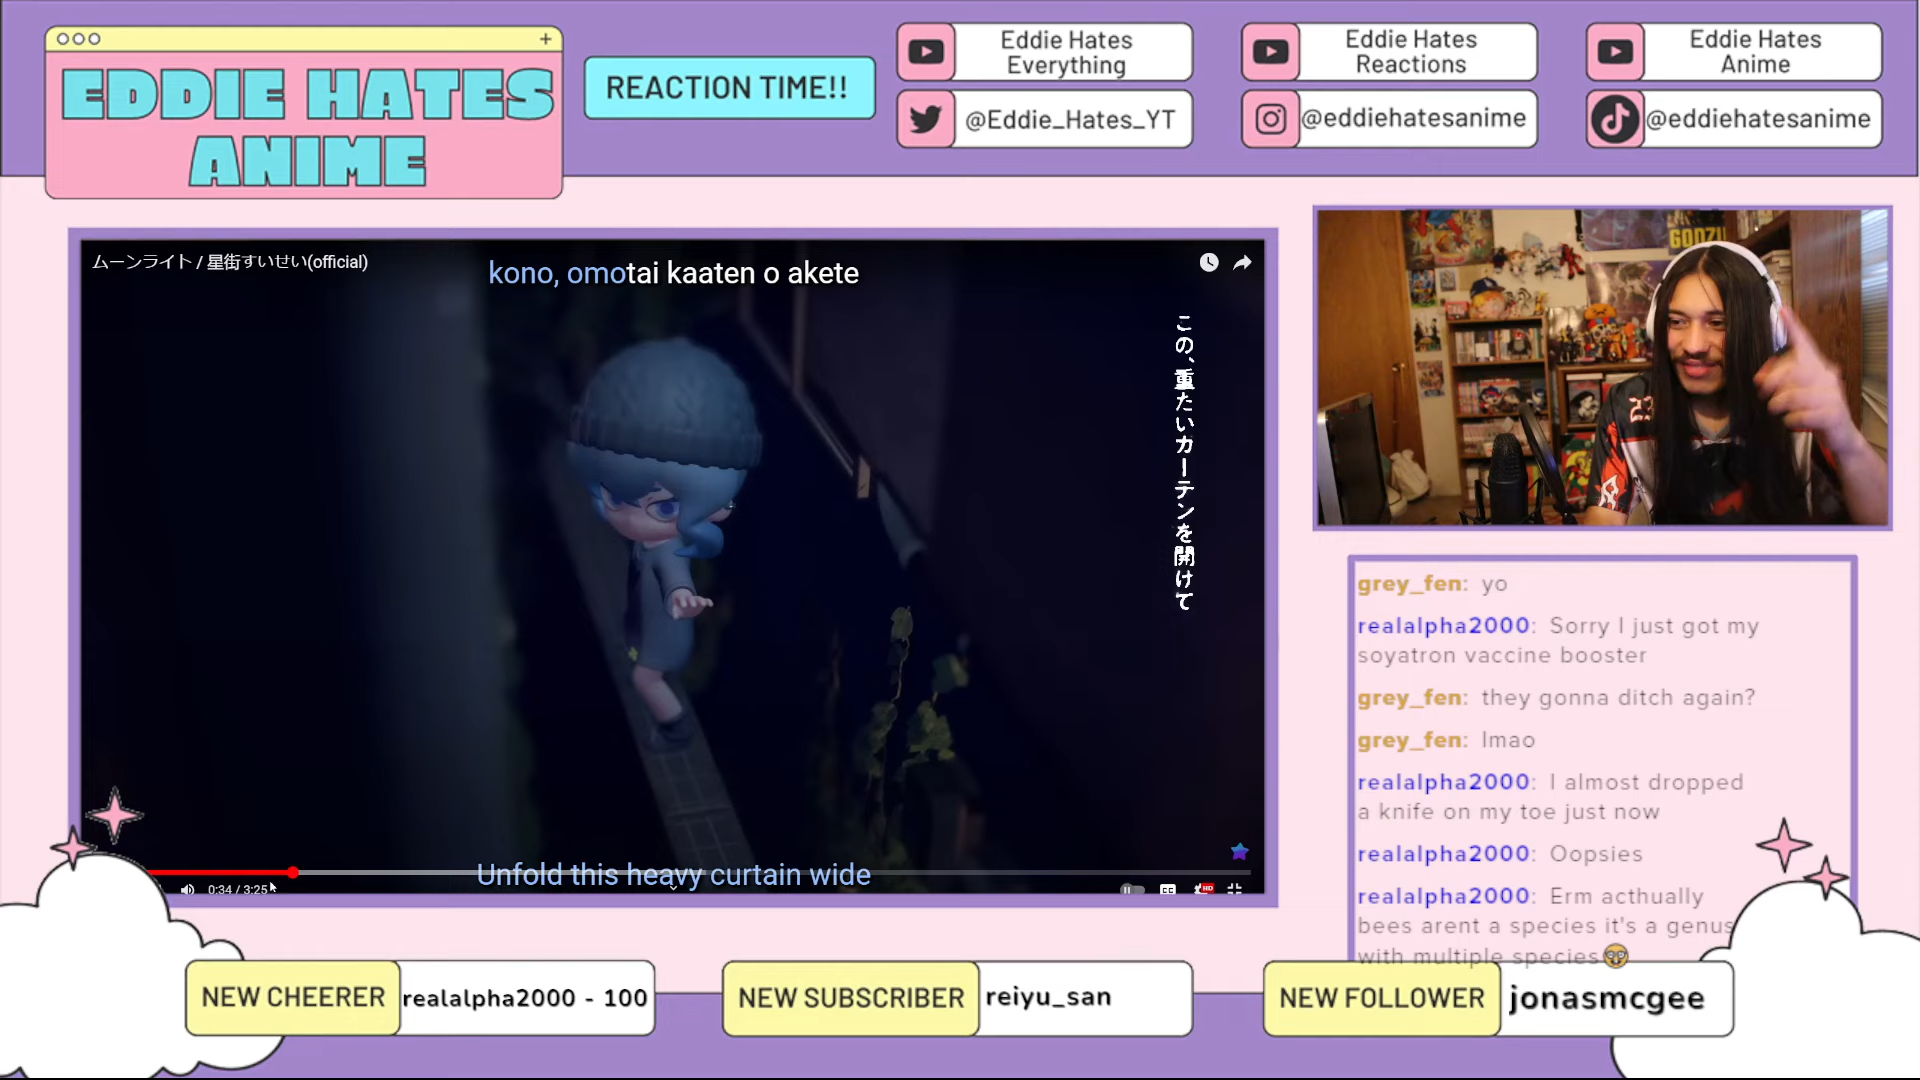 EDDIE HATES
ANIME
REACTION TIME!!
Eddie Hates
Everything
@Eddie_Hates_YT
Eddie Hates
Reactions
@eddiehatesanime
Eddie Hates
Anime
@eddiehatesanime
ムーンライト / 星街すいせい(official)
kono, omotai kaaten o akete
この、重たいカーテンを開けて
Unfold this heavy curtain wide
0:34 / 3:25
HD
GODZI
23
grey_fen: yo
realalpha2000: Sorry I just got my
soyatron vaccine booster
grey_fen: they gonna ditch again?
grey_fen: lmao
realalpha2000: I almost dropped
a knife on my toe just now
realalpha2000: Oopsies
realalpha2000: Erm acthually
bees arent a species it's a genus
with multiple species🤓
NEW CHEERER
realalpha2000 - 100
NEW SUBSCRIBER
reiyu_san
NEW FOLLOWER
jonasmcgee